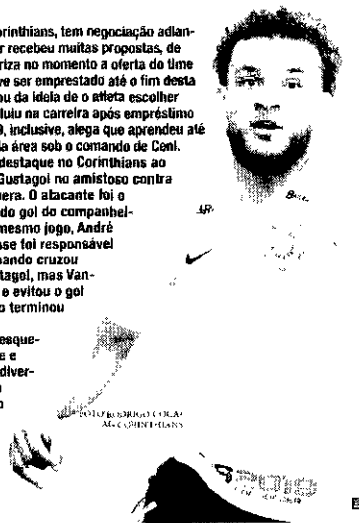 orinthians, tem negociação adian-
r recebeu muitas propostas, de
riza no momento a oferta do time
ve ser emprestado até o fim desta
ou da ideia de o atleta escolher
luiu na carreira após empréstimo
, inclusive, alega que aprendeu até
a área sob o comando de Ceni.
destaque no Corinthians ao
Gustagol no amistoso contra
era. O atacante foi o
do gol do companhei-
mesmo jogo, André
sse foi responsável
uando cruzou
tagol, mas Van-
e evitou o gol
o terminou
esque-
e e
diver-
FOTO RODRIGO COCA/
AG CORINTHIANS